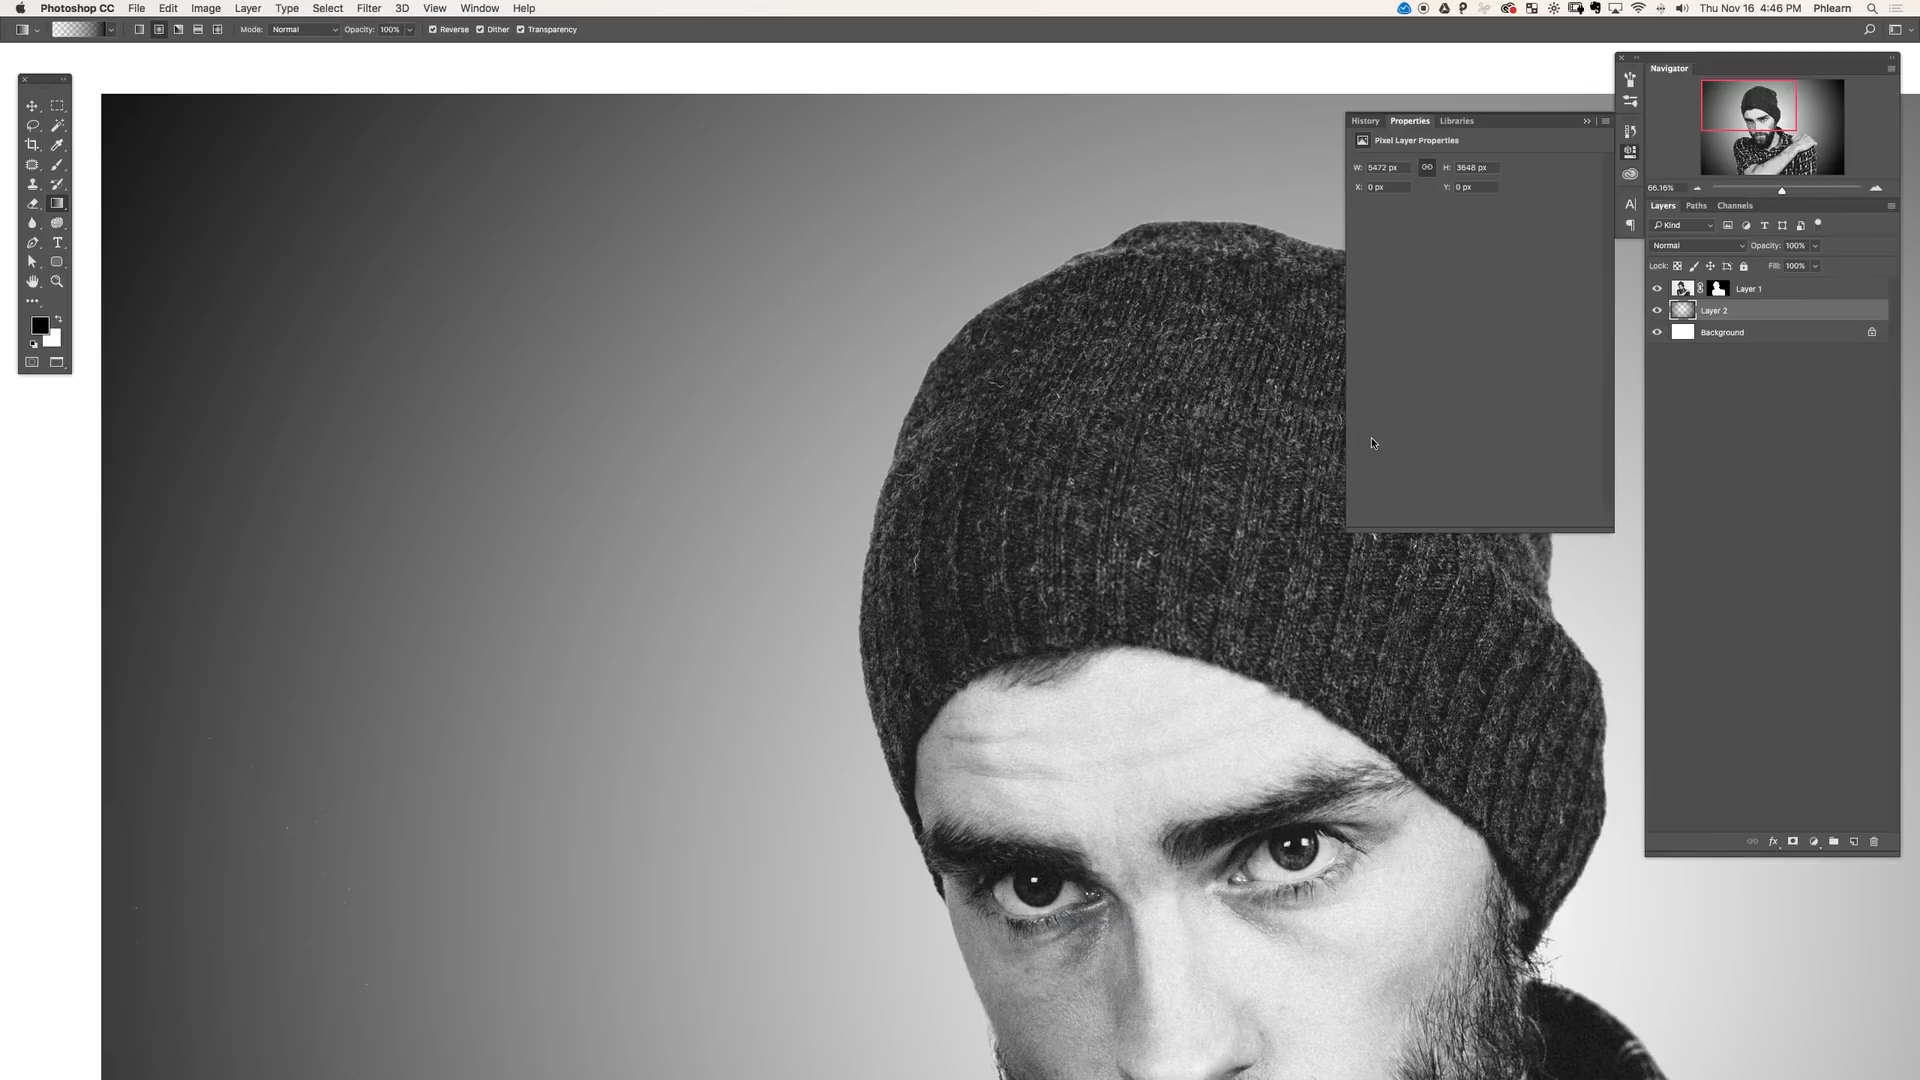 Photoshop CC File Edit Image Layer Type Select Filter 3D View Window Help Thu Nov 16 4:46 PM Phlearn
Mode: Normal Opacity: 100% Reverse Dither Transparency
Navigator
History Properties Libraries
Pixel Layer Properties
W: 5472 px H: 3648 px
X: 0 px Y: 0 px
66.16%
Layers Paths Channels
Kind
Normal Opacity: 100%
Lock: Fill: 100%
Layer 1
Layer 2
Background